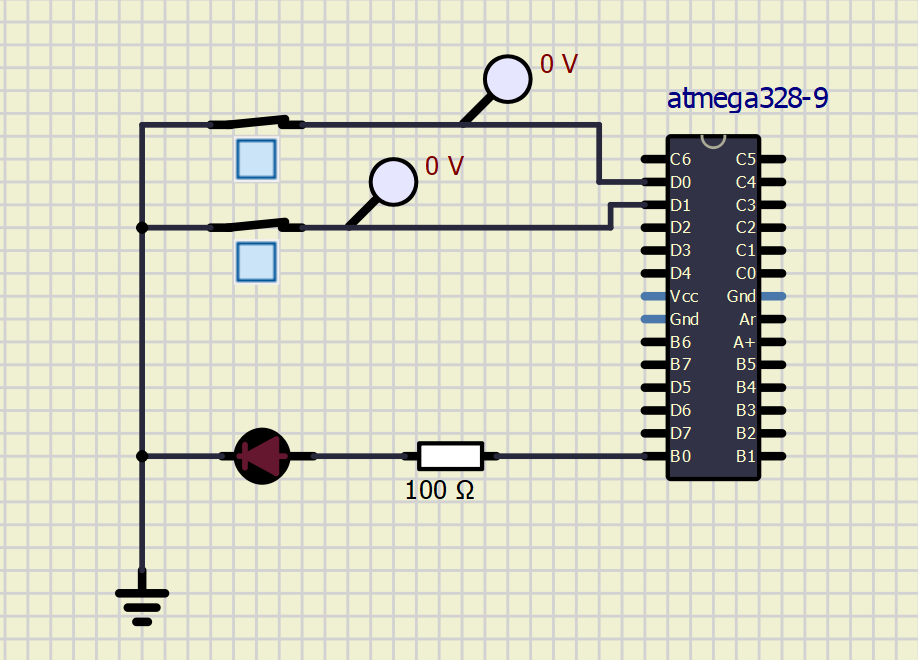 0 V
atmega328-9
0 V
C6 C5
D0 C4
D1 C3
D2 C2
D3 C1
D4 C0
Vcc Gnd
Gnd Ar
B6 A+
B7 B5
D5 B4
D6 B3
D7 B2
B0 B1
100 Ω